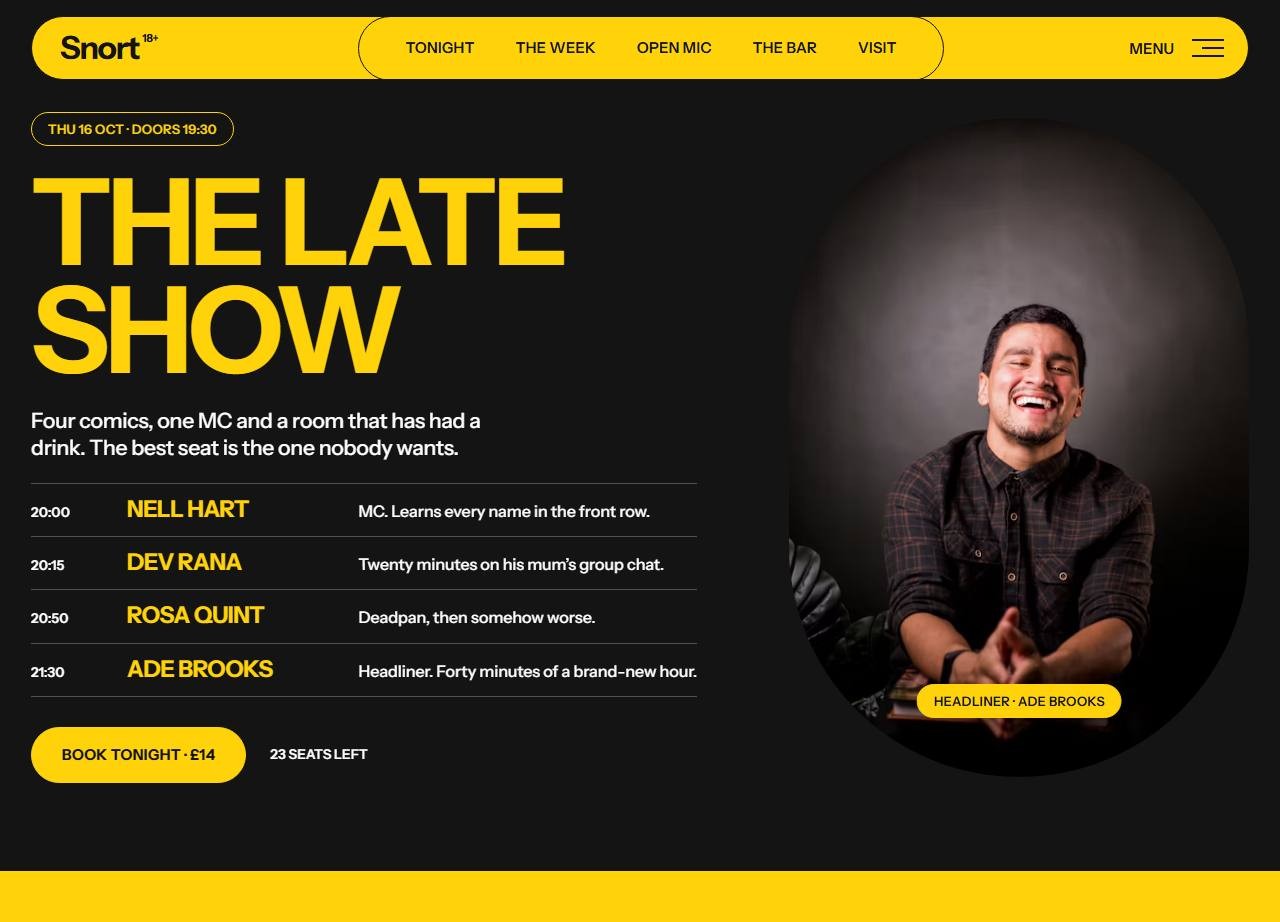 Snort 18+
TONIGHT THE WEEK OPEN MIC THE BAR VISIT
MENU
THU 16 OCT · DOORS 19:30
THE LATE
SHOW
Four comics, one MC and a room that has had a
drink. The best seat is the one nobody wants.
20:00 NELL HART MC. Learns every name in the front row.
20:15 DEV RANA Twenty minutes on his mum’s group chat.
20:50 ROSA QUINT Deadpan, then somehow worse.
21:30 ADE BROOKS Headliner. Forty minutes of a brand-new hour.
HEADLINER · ADE BROOKS
BOOK TONIGHT · £14
23 SEATS LEFT